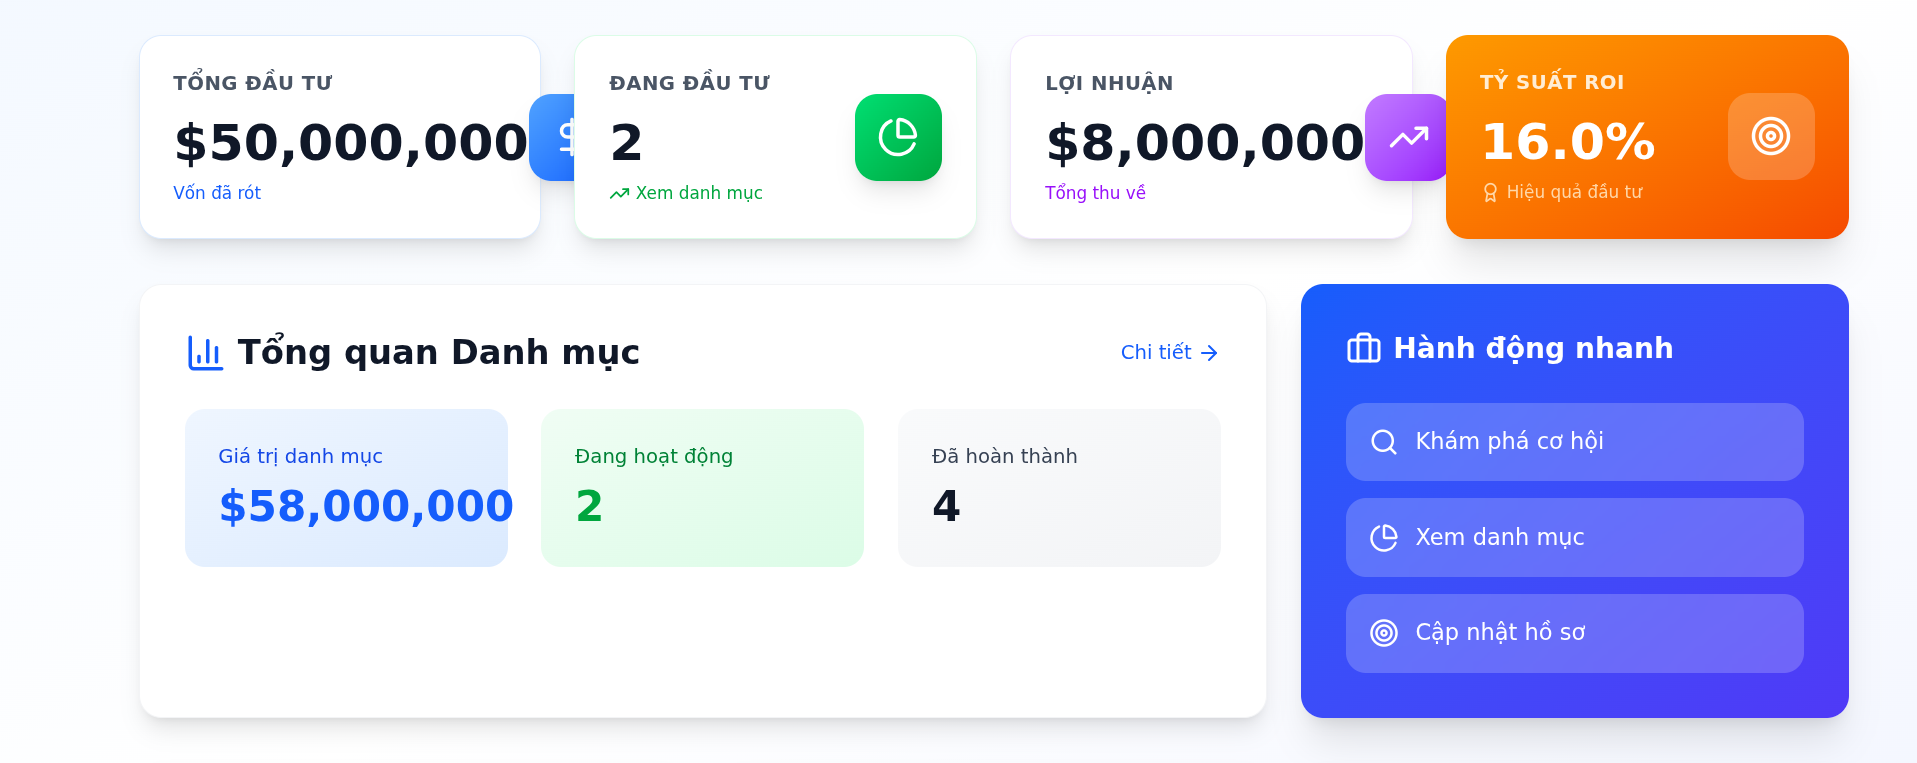 TỔNG ĐẦU TƯ
$50,000,000
Vốn đã rót
ĐANG ĐẦU TƯ
2
Xem danh mục
LỢI NHUẬN
$8,000,000
Tổng thu về
TỶ SUẤT ROI
16.0%
Hiệu quả đầu tư
Tổng quan Danh mục
Chi tiết
Giá trị danh mục
$58,000,000
Đang hoạt động
2
Đã hoàn thành
4
Hành động nhanh
Khám phá cơ hội
Xem danh mục
Cập nhật hồ sơ